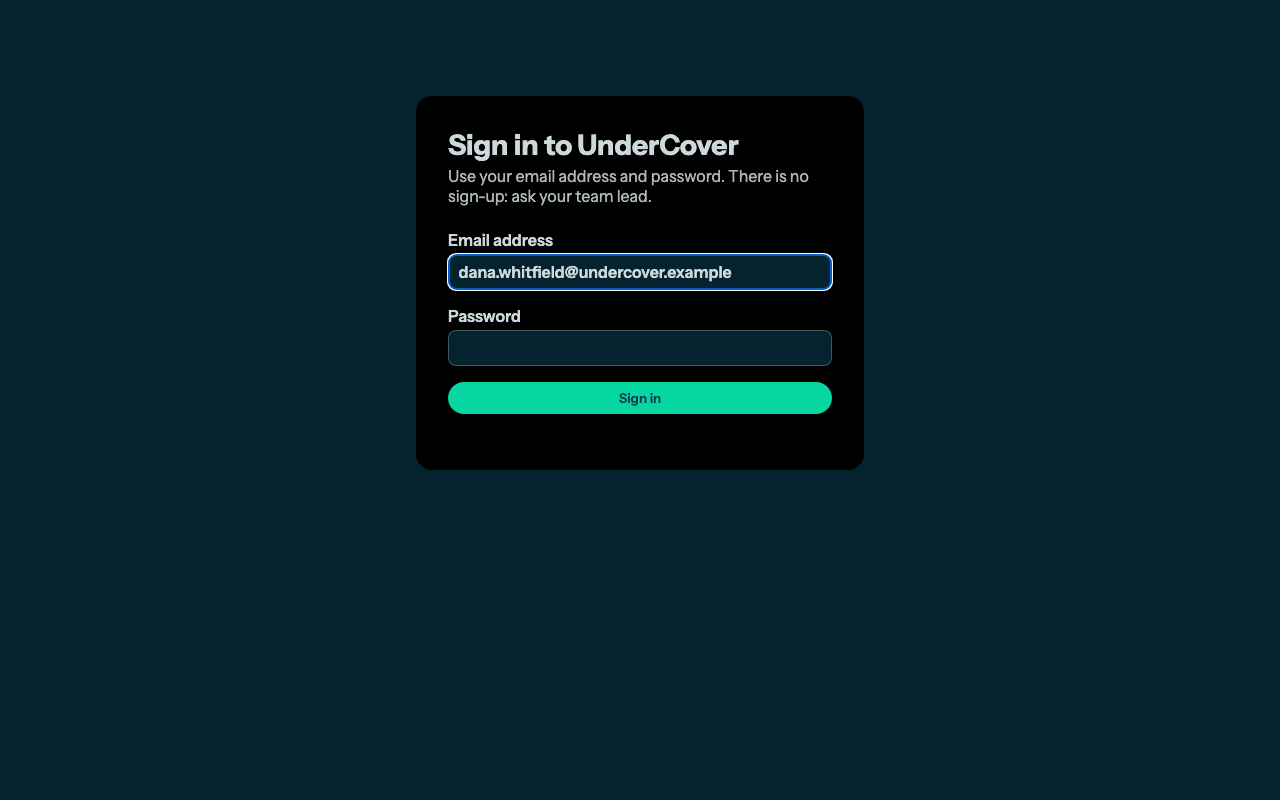 Sign in to UnderCover
Use your email address and password. There is no
sign-up: ask your team lead.
Email address
dana.whitfield@undercover.example
Password
Sign in